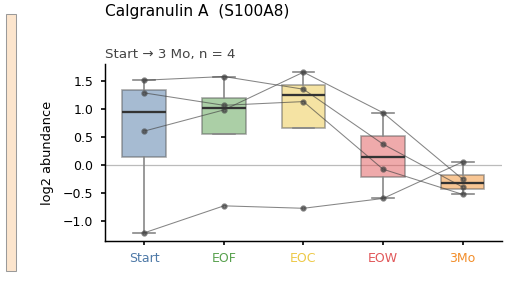 Calgranulin A  (S100A8)
Start → 3 Mo, n = 4
log2 abundance
1.5
1.0
0.5
0.0
−0.5
−1.0
Start EOF EOC EOW 3Mo